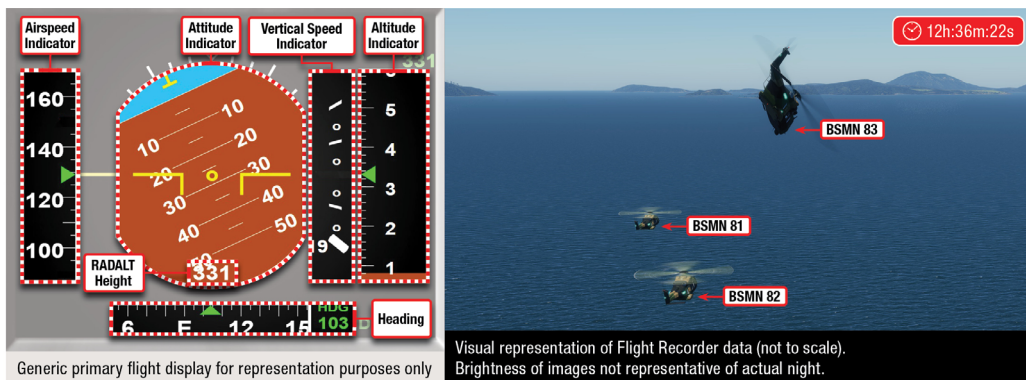 Airspeed
Indicator
Attitude
Indicator
Vertical Speed
Indicator
Altitude
Indicator
12h:36m:22s
331
160
140
120
100
10
10
20
20
30
30
40
40
50
5
4
3
2
1
9
BSMN 83
BSMN 81
BSMN 82
RADALT
Height
331
6
E
12
15
HDG
103
Heading
Generic primary flight display for representation purposes only
Visual representation of Flight Recorder data (not to scale).
Brightness of images not representative of actual night.